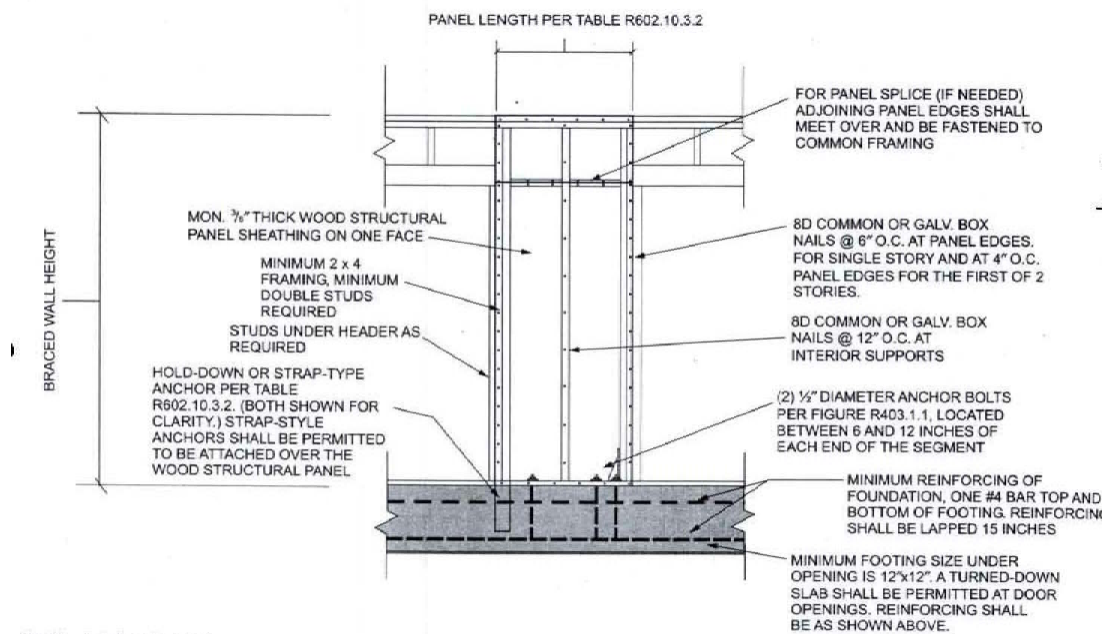 PANEL LENGTH PER TABLE R602.10.3.2
FOR PANEL SPLICE (IF NEEDED)
ADJOINING PANEL EDGES SHALL
MEET OVER AND BE FASTENED TO
COMMON FRAMING
MON. ⅜" THICK WOOD STRUCTURAL
PANEL SHEATHING ON ONE FACE
MINIMUM 2 x 4
FRAMING, MINIMUM
DOUBLE STUDS
REQUIRED
STUDS UNDER HEADER AS
REQUIRED
HOLD-DOWN OR STRAP-TYPE
ANCHOR PER TABLE
R602.10.3.2. (BOTH SHOWN FOR
CLARITY.) STRAP-STYLE
ANCHORS SHALL BE PERMITTED
TO BE ATTACHED OVER THE
WOOD STRUCTURAL PANEL
BRACED WALL HEIGHT
8D COMMON OR GALV. BOX
NAILS @ 6" O.C. AT PANEL EDGES.
FOR SINGLE STORY AND AT 4" O.C.
PANEL EDGES FOR THE FIRST OF 2
STORIES.
8D COMMON OR GALV. BOX
NAILS @ 12" O.C. AT
INTERIOR SUPPORTS
(2) ½" DIAMETER ANCHOR BOLTS
PER FIGURE R403.1.1, LOCATED
BETWEEN 6 AND 12 INCHES OF
EACH END OF THE SEGMENT
MINIMUM REINFORCING OF
FOUNDATION, ONE #4 BAR TOP AND
BOTTOM OF FOOTING. REINFORCING
SHALL BE LAPPED 15 INCHES
MINIMUM FOOTING SIZE UNDER
OPENING IS 12"x12". A TURNED-DOWN
SLAB SHALL BE PERMITTED AT DOOR
OPENINGS. REINFORCING SHALL
BE AS SHOWN ABOVE.